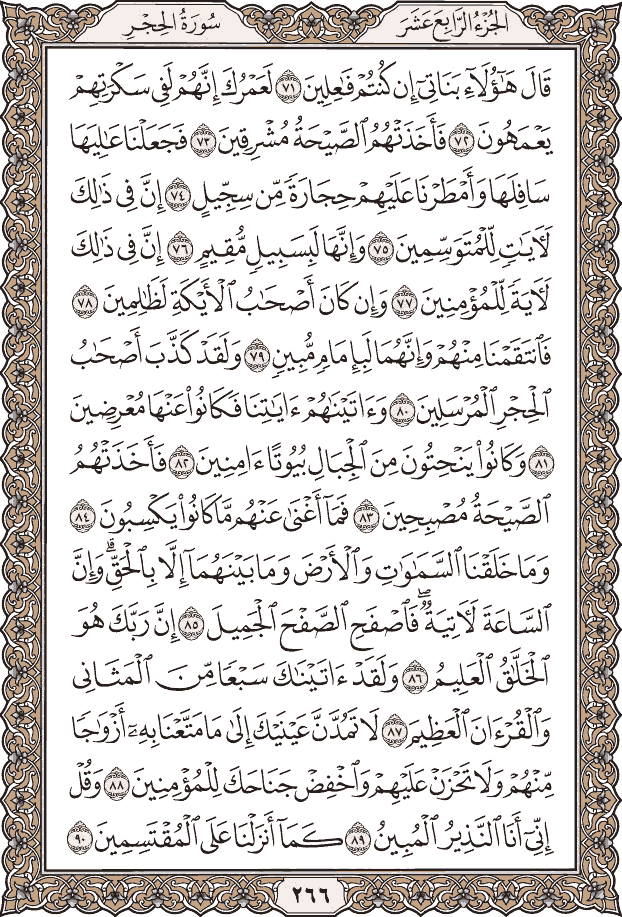 الجُزْءُ الرَّابِعَ عَشَرَ
سُورَةُ الحِجْرِ
قَالَ هَٰٓؤُلَآءِ بَنَاتِيٓ إِن كُنتُمْ فَٰعِلِينَ ٧١ لَعَمْرُكَ إِنَّهُمْ لَفِي سَكْرَتِهِمْ
يَعْمَهُونَ ٧٢ فَأَخَذَتْهُمُ ٱلصَّيْحَةُ مُشْرِقِينَ ٧٣ فَجَعَلْنَا عَٰلِيَهَا
سَافِلَهَا وَأَمْطَرْنَا عَلَيْهِمْ حِجَارَةً مِّن سِجِّيلٍ ٧٤ إِنَّ فِي ذَٰلِكَ
لَأٓيَٰتٍ لِّلْمُتَوَسِّمِينَ ٧٥ وَإِنَّهَا لَبِسَبِيلٍ مُّقِيمٍ ٧٦ إِنَّ فِي ذَٰلِكَ
لَأٓيَةً لِّلْمُؤْمِنِينَ ٧٧ وَإِن كَانَ أَصْحَٰبُ ٱلْأَيْكَةِ لَظَٰلِمِينَ ٧٨
فَٱنتَقَمْنَا مِنْهُمْ وَإِنَّهُمَا لَبِإِمَامٍ مُّبِينٍ ٧٩ وَلَقَدْ كَذَّبَ أَصْحَٰبُ
ٱلْحِجْرِ ٱلْمُرْسَلِينَ ٨٠ وَءَاتَيْنَٰهُمْ ءَايَٰتِنَا فَكَانُوا۟ عَنْهَا مُعْرِضِينَ
٨١ وَكَانُوا۟ يَنْحِتُونَ مِنَ ٱلْجِبَالِ بُيُوتًا ءَامِنِينَ ٨٢ فَأَخَذَتْهُمُ
ٱلصَّيْحَةُ مُصْبِحِينَ ٨٣ فَمَآ أَغْنَىٰ عَنْهُم مَّا كَانُوا۟ يَكْسِبُونَ ٨٤
وَمَا خَلَقْنَا ٱلسَّمَٰوَٰتِ وَٱلْأَرْضَ وَمَا بَيْنَهُمَآ إِلَّا بِٱلْحَقِّ ۗ وَإِنَّ
ٱلسَّاعَةَ لَأٓتِيَةٌ ۖ فَٱصْفَحِ ٱلصَّفْحَ ٱلْجَمِيلَ ٨٥ إِنَّ رَبَّكَ هُوَ
ٱلْخَلَّٰقُ ٱلْعَلِيمُ ٨٦ وَلَقَدْ ءَاتَيْنَٰكَ سَبْعًا مِّنَ ٱلْمَثَانِي
وَٱلْقُرْءَانَ ٱلْعَظِيمَ ٨٧ لَا تَمُدَّنَّ عَيْنَيْكَ إِلَىٰ مَا مَتَّعْنَا بِهِۦٓ أَزْوَٰجًا
مِّنْهُمْ وَلَا تَحْزَنْ عَلَيْهِمْ وَٱخْفِضْ جَنَاحَكَ لِلْمُؤْمِنِينَ ٨٨ وَقُلْ
إِنِّيٓ أَنَا ٱلنَّذِيرُ ٱلْمُبِينُ ٨٩ كَمَآ أَنزَلْنَا عَلَى ٱلْمُقْتَسِمِينَ ٩٠
٢٦٦